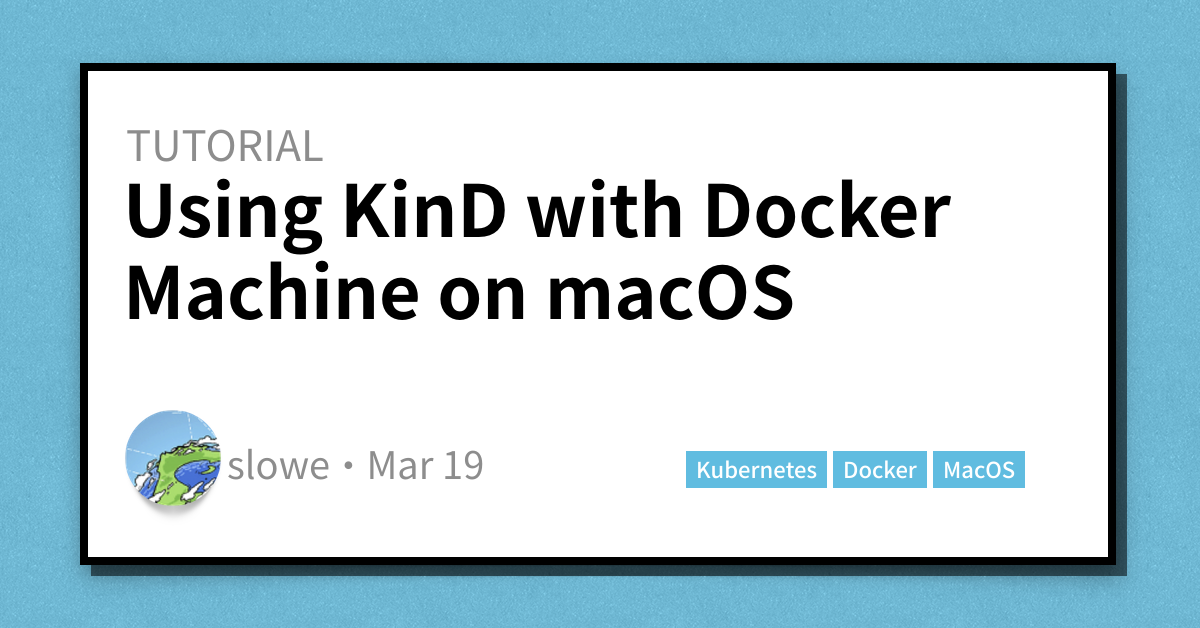 TUTORIAL
Using KinD with Docker
Machine on macOS
slowe • Mar 19
Kubernetes Docker MacOS